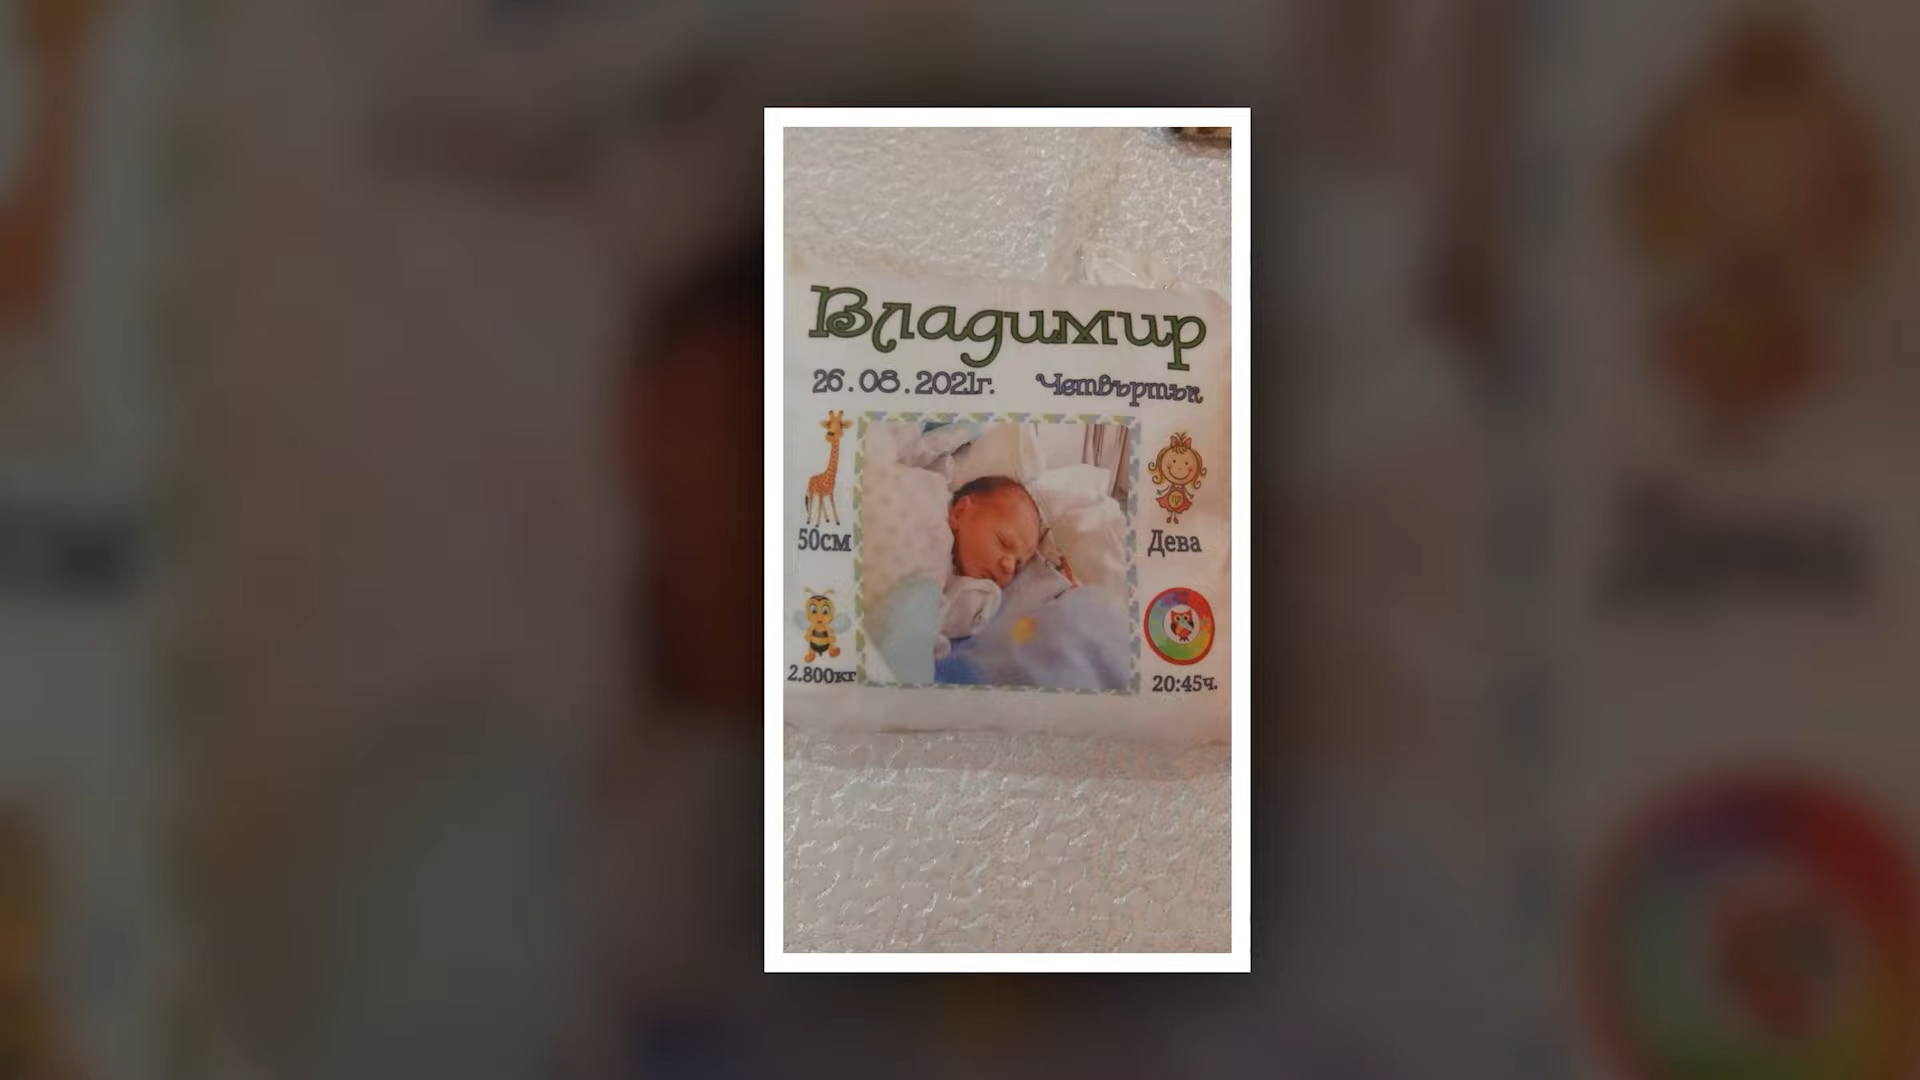 Владимир
26.08.2021г. Четвъртък
50см
Дева
2.800кг
20:45ч.